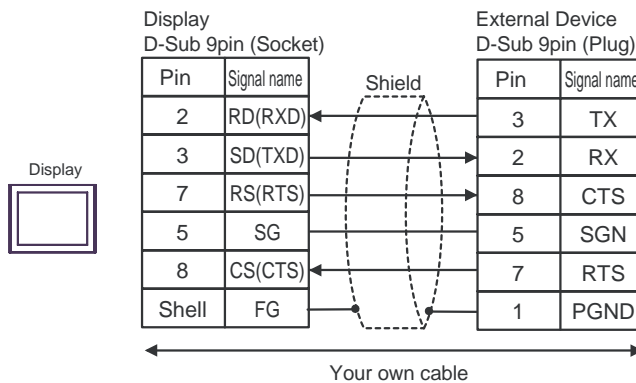 Display
D-Sub 9pin (Socket)
External Device
D-Sub 9pin (Plug)
Pin Signal name Shield Pin Signal name
2 RD(RXD) 3 TX
3 SD(TXD) 2 RX
Display
7 RS(RTS) 8 CTS
5 SG 5 SGN
8 CS(CTS) 7 RTS
Shell FG 1 PGND
Your own cable